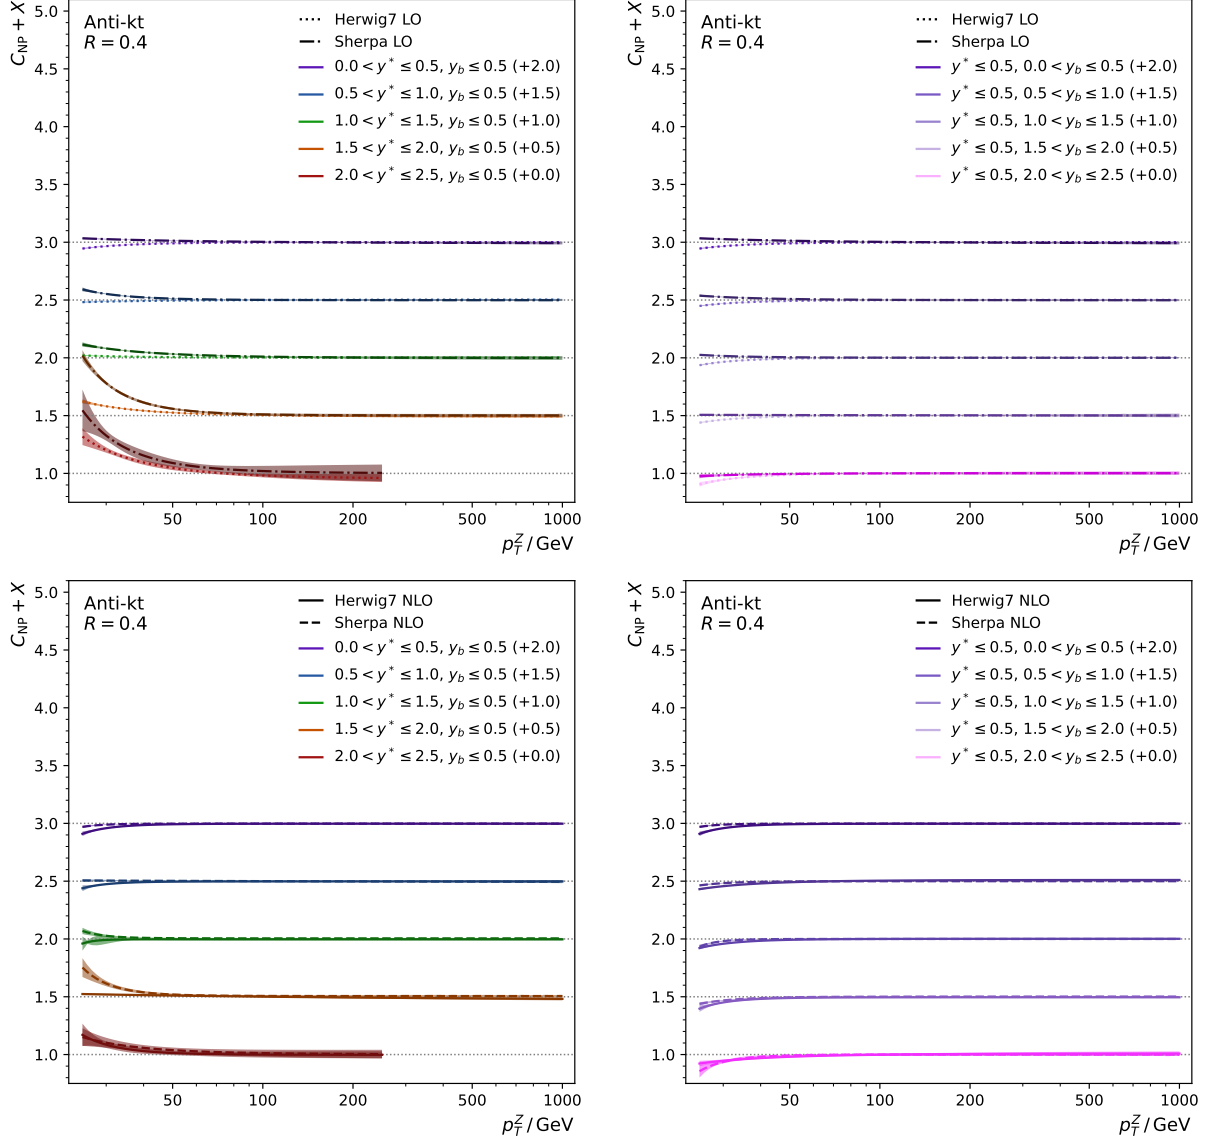 Anti-kt
R = 0.4
Herwig7 LO
Sherpa LO
0.0 < y* ≤ 0.5, y_b ≤ 0.5 (+2.0)
0.5 < y* ≤ 1.0, y_b ≤ 0.5 (+1.5)
1.0 < y* ≤ 1.5, y_b ≤ 0.5 (+1.0)
1.5 < y* ≤ 2.0, y_b ≤ 0.5 (+0.5)
2.0 < y* ≤ 2.5, y_b ≤ 0.5 (+0.0)
C_NP + X
5.0
4.5
4.0
3.5
3.0
2.5
2.0
1.5
1.0
50 100 200 500 1000
p_T^Z / GeV
Anti-kt
R = 0.4
Herwig7 LO
Sherpa LO
y* ≤ 0.5, 0.0 < y_b ≤ 0.5 (+2.0)
y* ≤ 0.5, 0.5 < y_b ≤ 1.0 (+1.5)
y* ≤ 0.5, 1.0 < y_b ≤ 1.5 (+1.0)
y* ≤ 0.5, 1.5 < y_b ≤ 2.0 (+0.5)
y* ≤ 0.5, 2.0 < y_b ≤ 2.5 (+0.0)
C_NP + X
5.0
4.5
4.0
3.5
3.0
2.5
2.0
1.5
1.0
50 100 200 500 1000
p_T^Z / GeV
Anti-kt
R = 0.4
Herwig7 NLO
Sherpa NLO
0.0 < y* ≤ 0.5, y_b ≤ 0.5 (+2.0)
0.5 < y* ≤ 1.0, y_b ≤ 0.5 (+1.5)
1.0 < y* ≤ 1.5, y_b ≤ 0.5 (+1.0)
1.5 < y* ≤ 2.0, y_b ≤ 0.5 (+0.5)
2.0 < y* ≤ 2.5, y_b ≤ 0.5 (+0.0)
C_NP + X
5.0
4.5
4.0
3.5
3.0
2.5
2.0
1.5
1.0
50 100 200 500 1000
p_T^Z / GeV
Anti-kt
R = 0.4
Herwig7 NLO
Sherpa NLO
y* ≤ 0.5, 0.0 < y_b ≤ 0.5 (+2.0)
y* ≤ 0.5, 0.5 < y_b ≤ 1.0 (+1.5)
y* ≤ 0.5, 1.0 < y_b ≤ 1.5 (+1.0)
y* ≤ 0.5, 1.5 < y_b ≤ 2.0 (+0.5)
y* ≤ 0.5, 2.0 < y_b ≤ 2.5 (+0.0)
C_NP + X
5.0
4.5
4.0
3.5
3.0
2.5
2.0
1.5
1.0
50 100 200 500 1000
p_T^Z / GeV